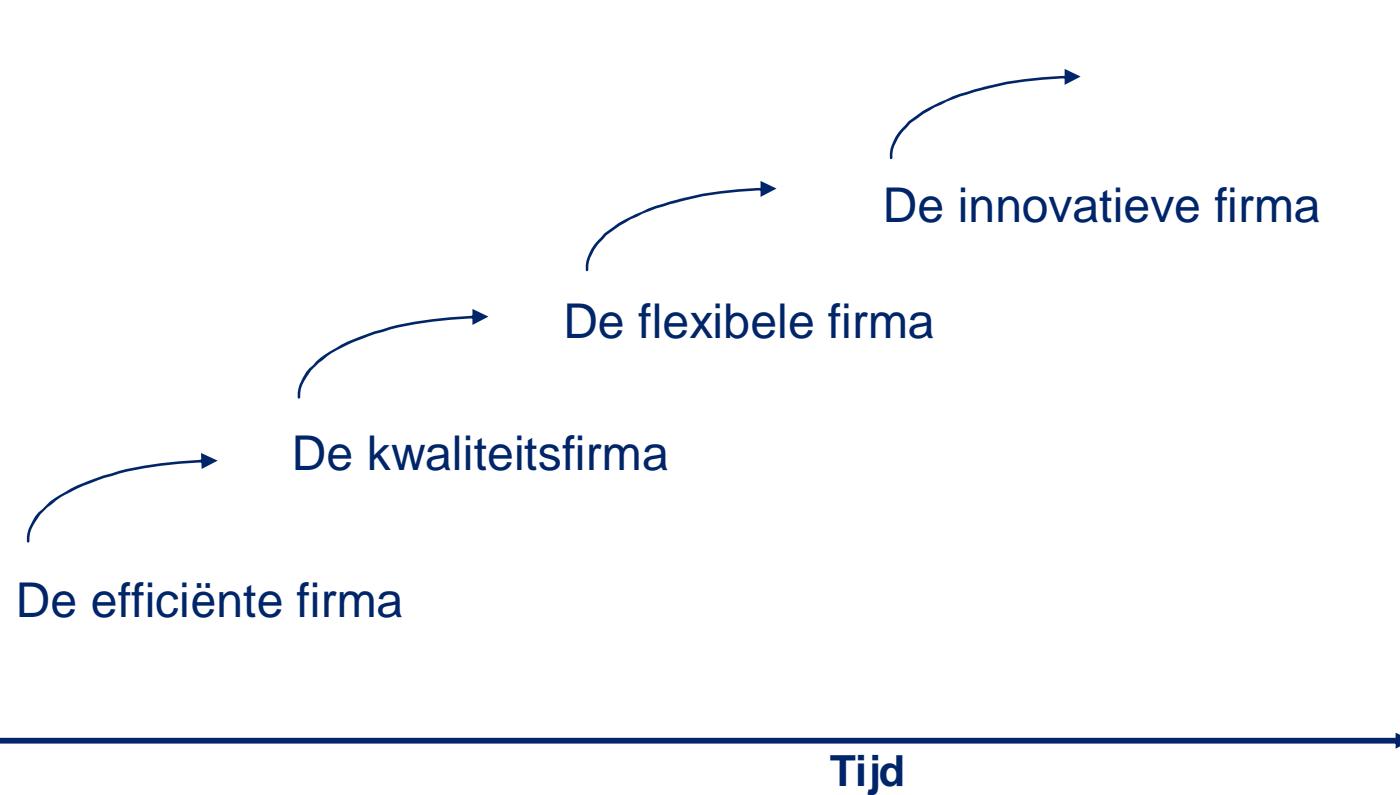 De innovatieve firma
De flexibele firma
De kwaliteitsfirma
De efficiënte firma
Tijd